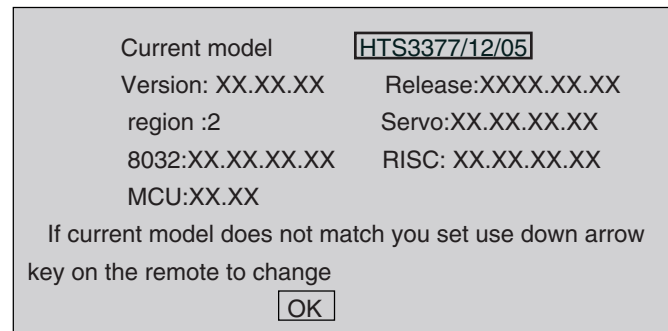 Current model HTS3377/12/05
Version: XX.XX.XX Release:XXXX.XX.XX
region :2 Servo:XX.XX.XX.XX
8032:XX.XX.XX.XX RISC: XX.XX.XX.XX
MCU:XX.XX
If current model does not match you set use down arrow
key on the remote to change
OK